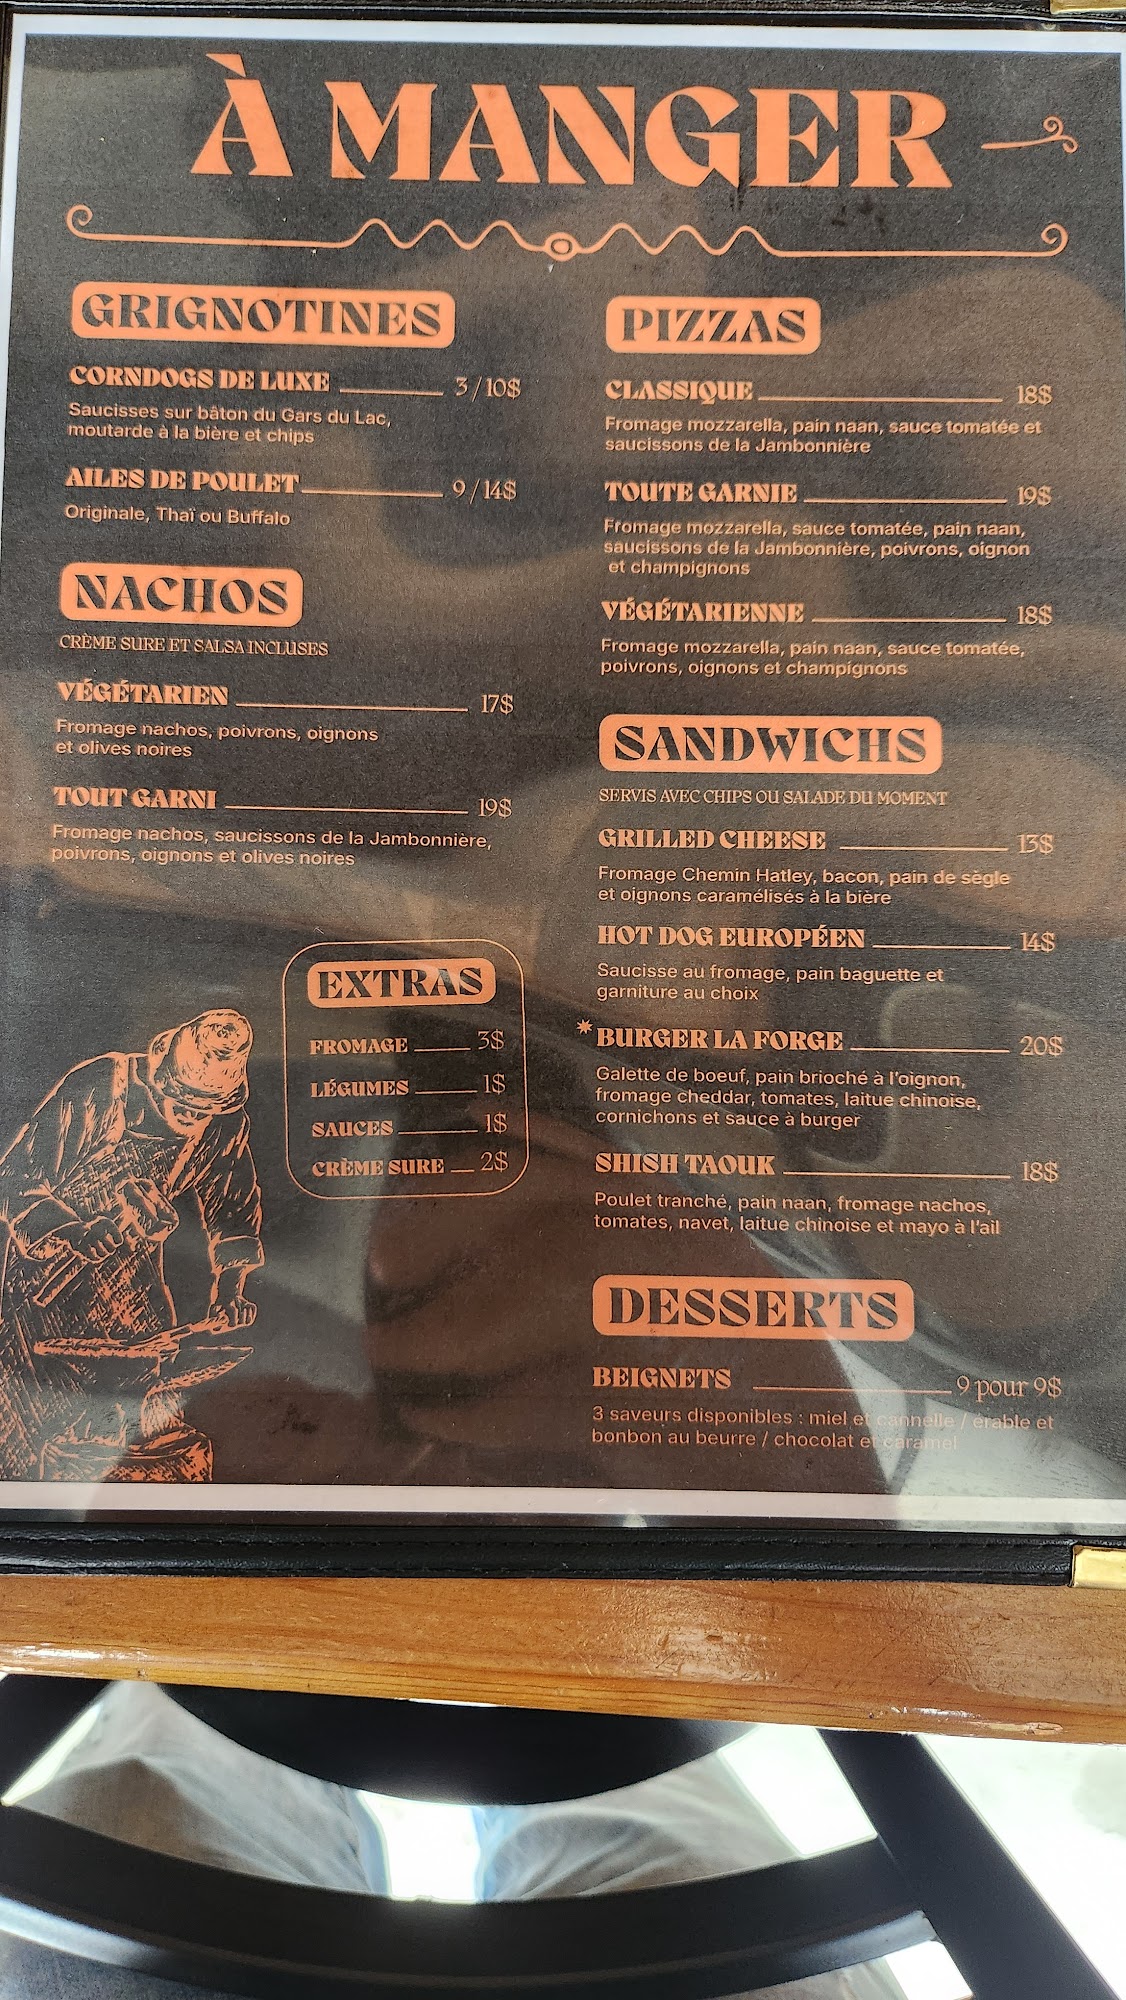 À MANGER
GRIGNOTINES
CORNDOGS DE LUXE 3 / 10$
Saucisses sur bâton du Gars du Lac,
moutarde à la bière et chips
AILES DE POULET 9 / 14$
Originale, Thaï ou Buffalo
NACHOS
CRÈME SURE ET SALSA INCLUSES
VÉGÉTARIEN 17$
Fromage nachos, poivrons, oignons
et olives noires
TOUT GARNI 19$
Fromage nachos, saucissons de la Jambonnière,
poivrons, oignons et olives noires
EXTRAS
FROMAGE 3$
LÉGUMES 1$
SAUCES 1$
CRÈME SURE 2$
PIZZAS
CLASSIQUE 18$
Fromage mozzarella, pain naan, sauce tomatée et
saucissons de la Jambonnière
TOUTE GARNIE 19$
Fromage mozzarella, sauce tomatée, pain naan,
saucissons de la Jambonnière, poivrons, oignon
et champignons
VÉGÉTARIENNE 18$
Fromage mozzarella, pain naan, sauce tomatée,
poivrons, oignons et champignons
SANDWICHS
SERVIS AVEC CHIPS OU SALADE DU MOMENT
GRILLED CHEESE 13$
Fromage Chemin Hatley, bacon, pain de sègle
et oignons caramélisés à la bière
HOT DOG EUROPÉEN 14$
Saucisse au fromage, pain baguette et
garniture au choix
*BURGER LA FORGE 20$
Galette de boeuf, pain brioché à l'oignon,
fromage cheddar, tomates, laitue chinoise,
cornichons et sauce à burger
SHISH TAOUK 18$
Poulet tranché, pain naan, fromage nachos,
tomates, navet, laitue chinoise et mayo à l'ail
DESSERTS
BEIGNETS 9 pour 9$
3 saveurs disponibles : miel et cannelle / érable et
bonbon au beurre / chocolat et caramel